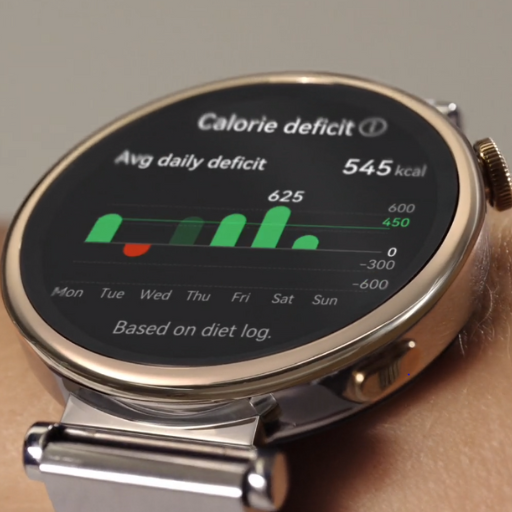 Calorie deficit
Avg daily deficit 545 kcal
625
600
450
0
-300
-600
Mon Tue Wed Thu Fri Sat Sun
Based on diet log.